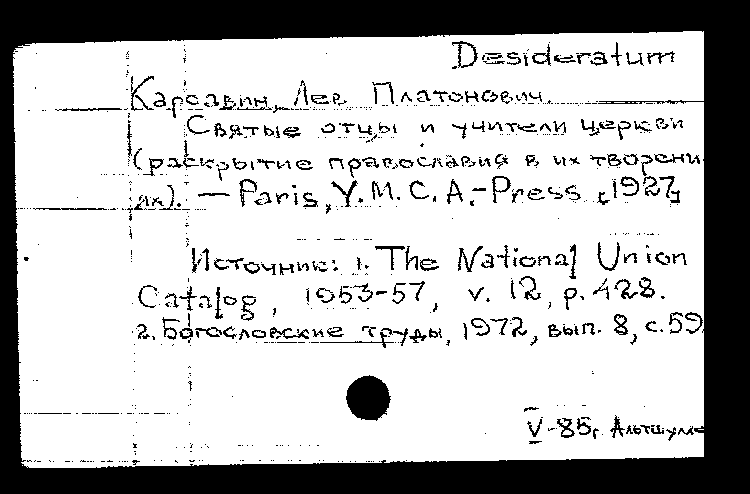 Desideratum
Карсавин, Лев Платонович.
Святые отцы и учители церкви
(раскрытие православия в их творени-
ях). — Paris, Y.M.C.A.-Press [1927]
Источник: 1. The National Union
Catalog, 1953-57, v. 12, p. 428.
2. Богословские труды, 1972, вып. 8, с. 59
V-85г. Альтшулле